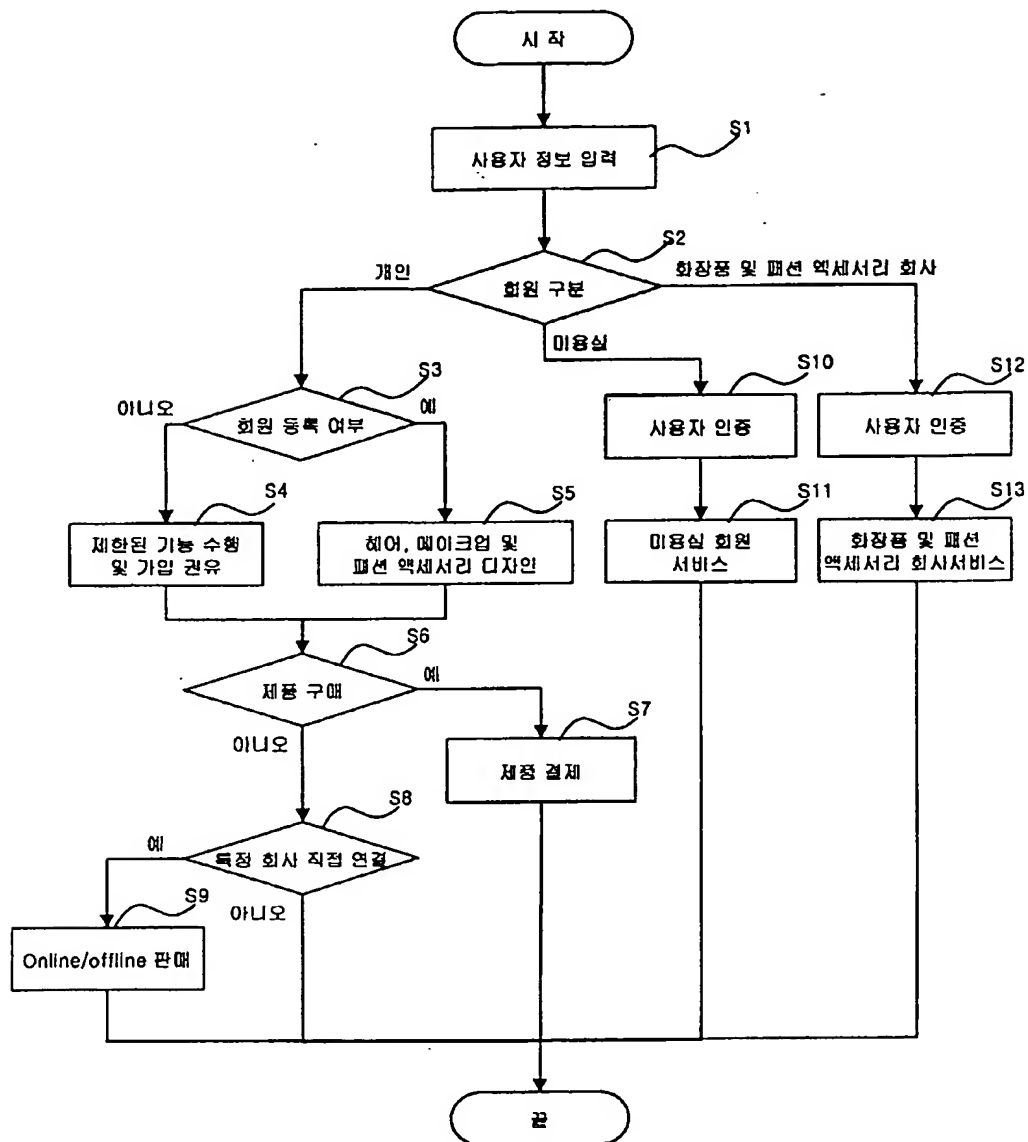 시 작
S1
사용자 정보 입력
S2
개인
화장품 및 패션 엑세서리 회사
회원 구분
미용실
S3
S10
S12
아니오
예
회원 등록 여부
사용자 인증
사용자 인증
S4
S5
S11
S13
제한된 기능 수행
및 가입 권유
헤어, 메이크업 및
패션 액세서리 디자인
미용실 회원
서비스
화장품 및 패션
액세서리 회사서비스
S6
예
제품 구매
S7
아니오
제품 결제
S8
예
특정 회사 직접 연결
S9
아니오
Online/offline 판매
끝